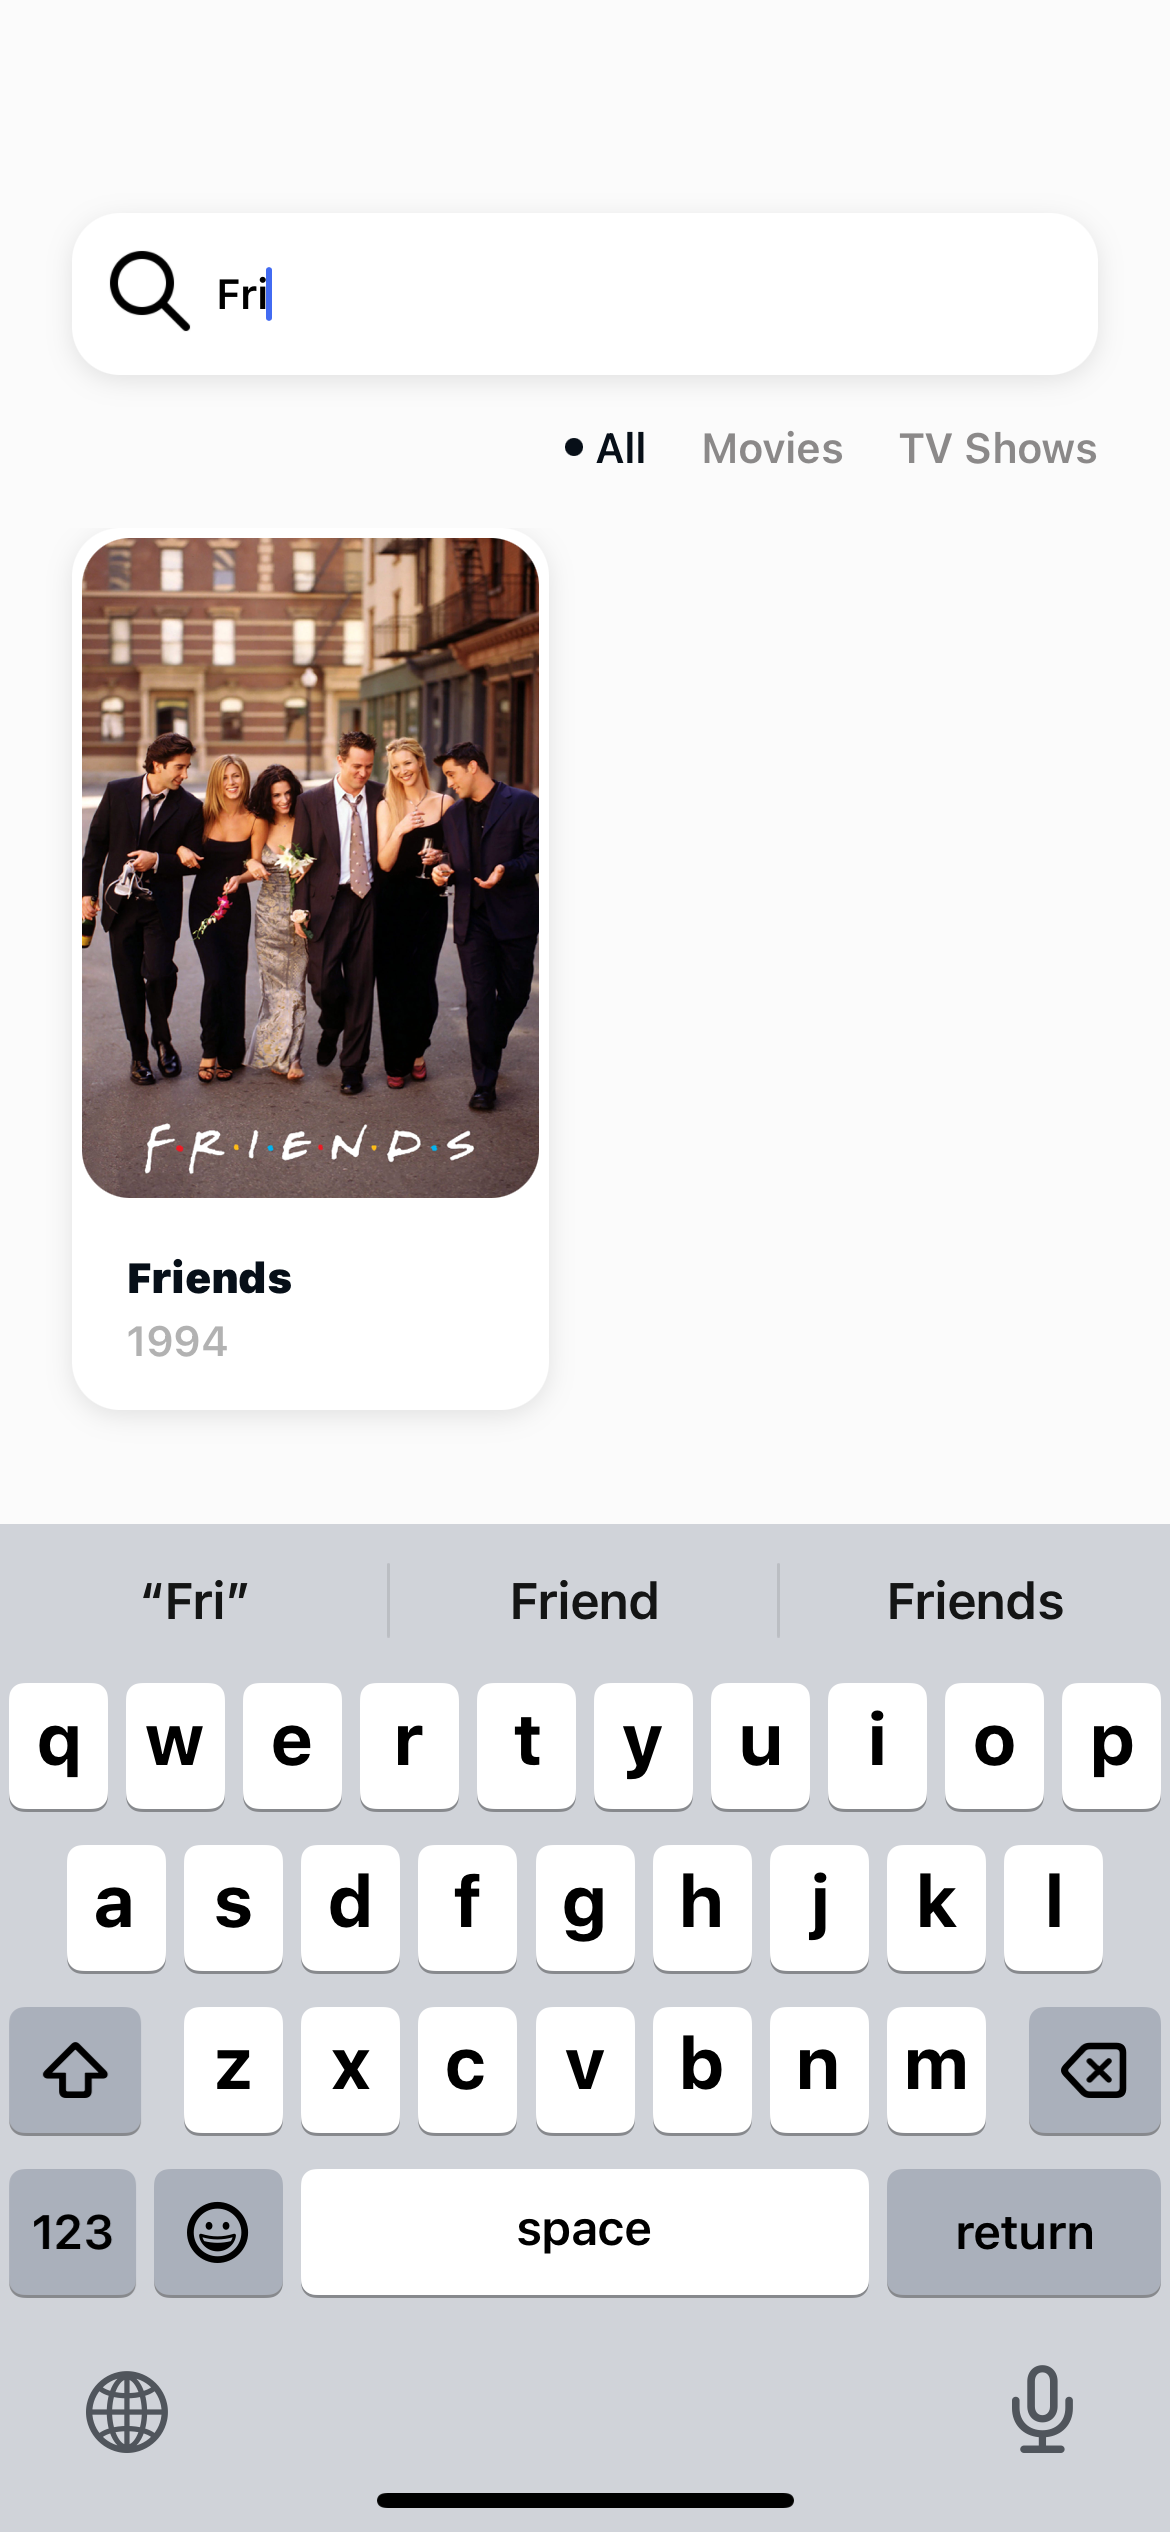 Fri
All Movies TV Shows
F·R·I·E·N·D·S
Friends
1994
“Fri” Friend Friends
q w e r t y u i o p
a s d f g h j k l
z x c v b n m
123 space return